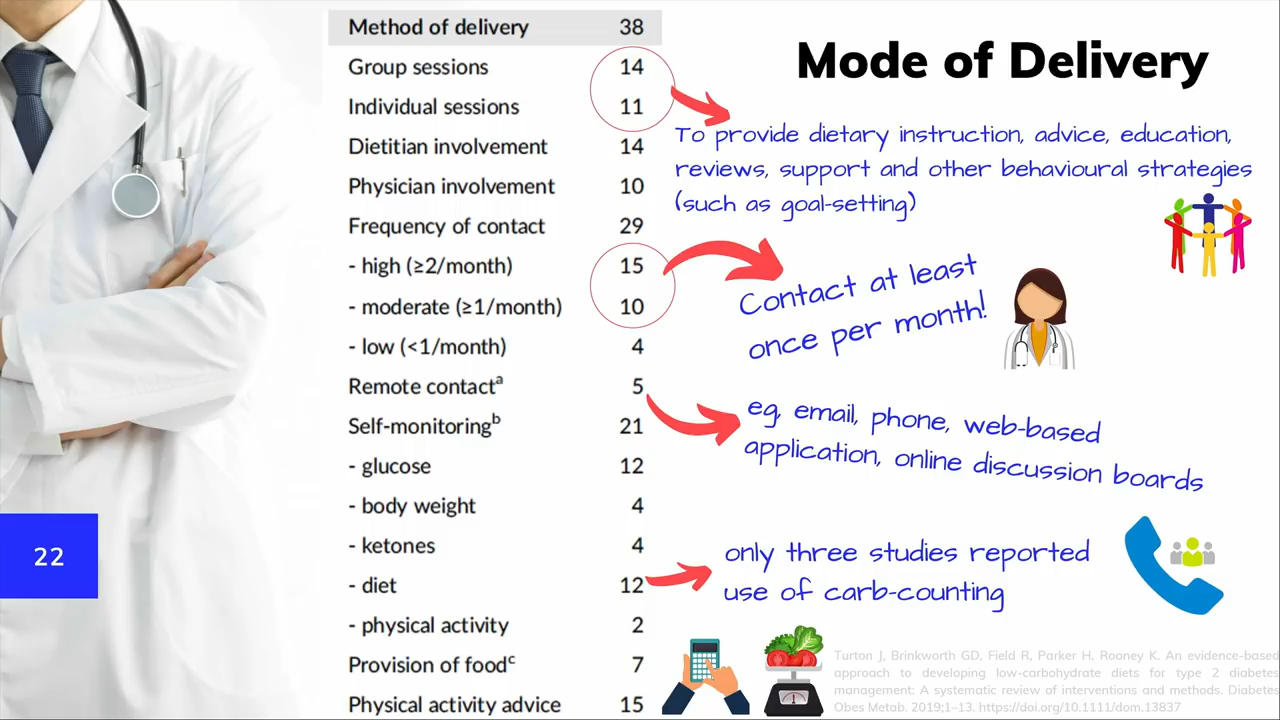 Method of delivery 38
Group sessions 14
Individual sessions 11
Dietitian involvement 14
Physician involvement 10
Frequency of contact 29
- high (≥2/month) 15
- moderate (≥1/month) 10
- low (<1/month) 4
Remote contactᵃ 5
Self-monitoringᵇ 21
- glucose 12
- body weight 4
- ketones 4
- diet 12
- physical activity 2
Provision of foodᶜ 7
Physical activity advice 15
Mode of Delivery
To provide dietary instruction, advice, education,
reviews, support and other behavioural strategies
(such as goal-setting)
Contact at least
once per month!
eg, email, phone, web-based
application, online discussion boards
only three studies reported
use of carb-counting
22
Turton J, Brinkworth GD, Field R, Parker H, Rooney K. An evidence-based
approach to developing low-carbohydrate diets for type 2 diabetes
management: A systematic review of interventions and methods. Diabetes
Obes Metab. 2019;1–13. https://doi.org/10.1111/dom.13837